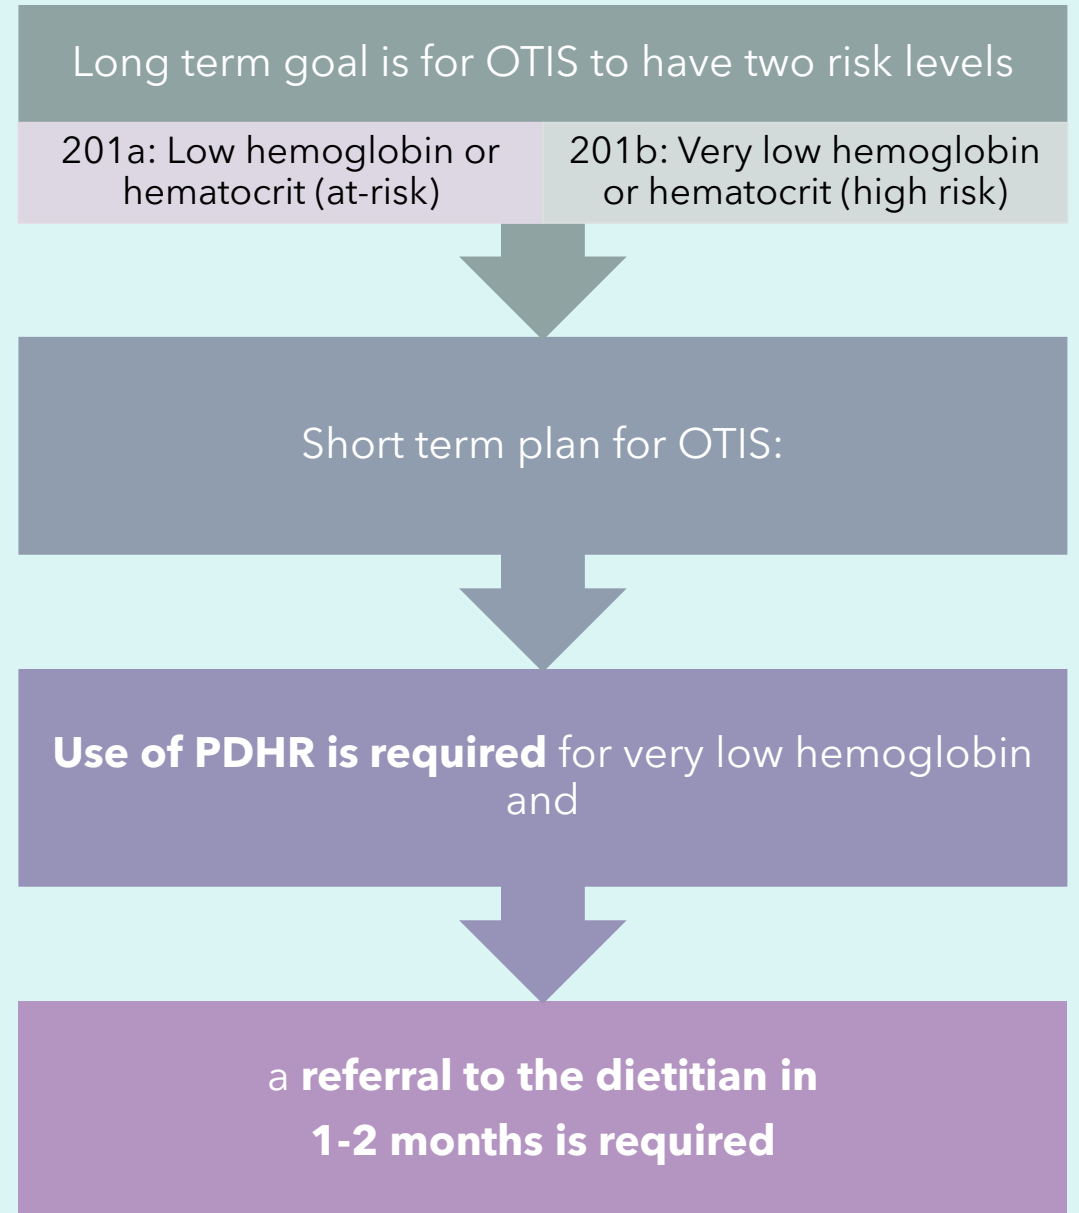 Long term goal is for OTIS to have two risk levels
201a: Low hemoglobin or
hematocrit (at-risk)
201b: Very low hemoglobin
or hematocrit (high risk)
Short term plan for OTIS:
Use of PDHR is required for very low hemoglobin
and
a referral to the dietitian in
1-2 months is required